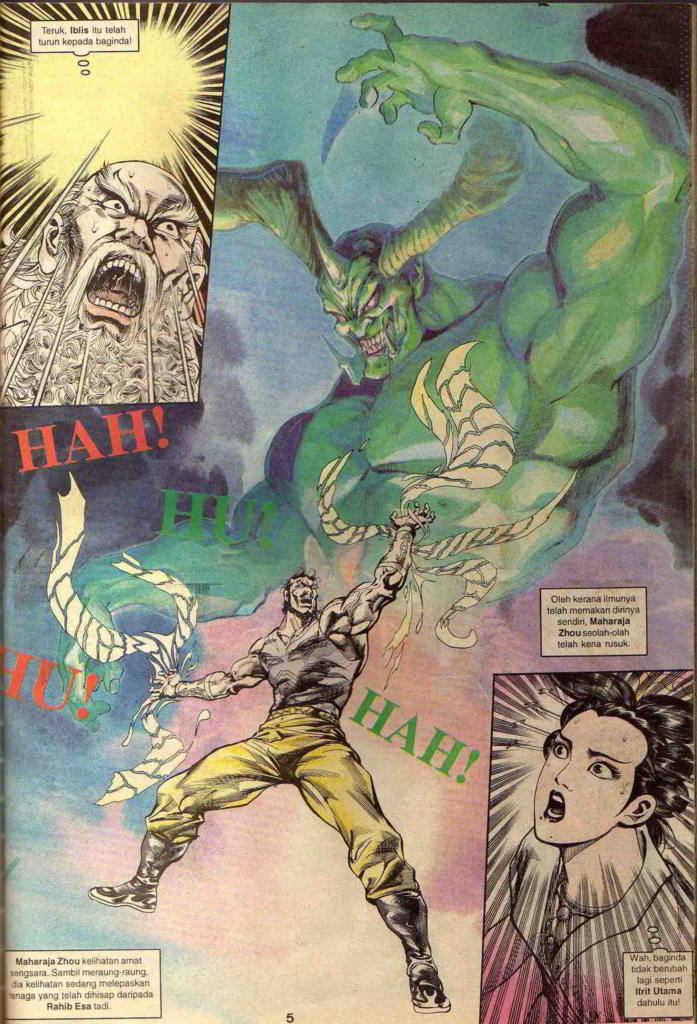 Teruk, Iblis itu telah
turun kepada baginda!
HAH!
HU!
HU!
HAH!
Oleh kerana ilmunya
telah memakan dirinya
sendiri, Maharaja
Zhou seolah-olah
telah kena rusuk.
Maharaja Zhou kelihatan amat
sengsara. Sambil meraung-raung,
dia kelihatan sedang melepaskan
tenaga yang telah dihisap daripada
Rahib Esa tadi.
Wah, baginda
tidak berubah
lagi seperti
Ifrit Utama
dahulu itu!
5